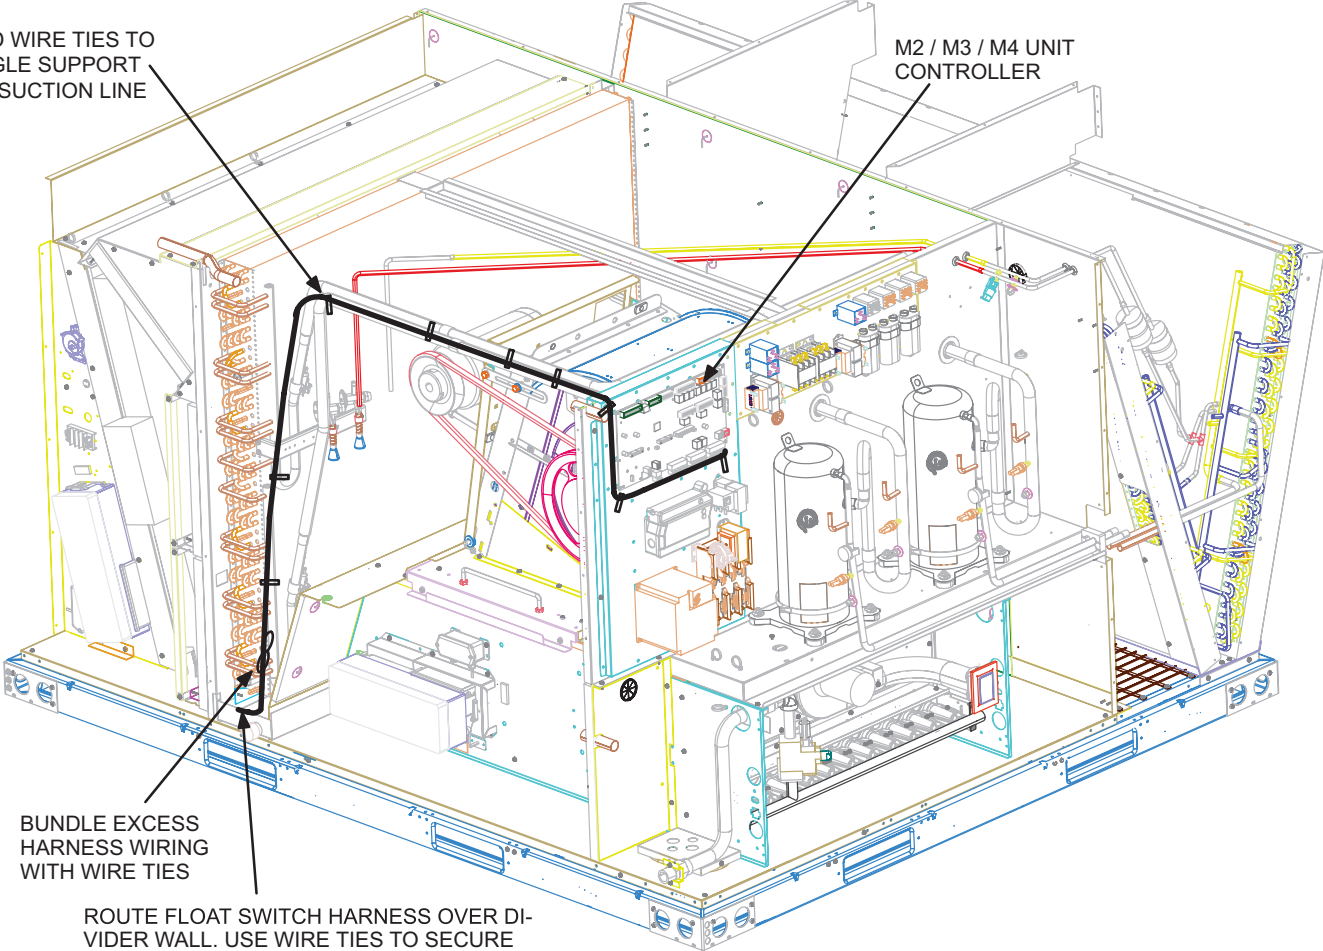 WIRE TIES TO
SUPPORT
SUCTION LINE
M2 / M3 / M4 UNIT
CONTROLLER
BUNDLE EXCESS
HARNESS WIRING
WITH WIRE TIES
ROUTE FLOAT SWITCH HARNESS OVER DI-
VIDER WALL. USE WIRE TIES TO SECURE